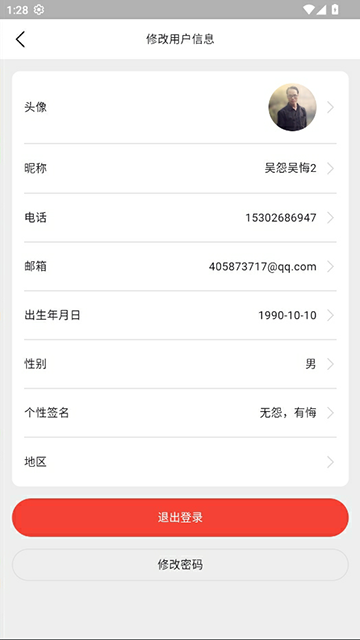 1:28
修改用户信息
头像
昵称 吴怨吴悔2
电话 15302686947
邮箱 405873717@qq.com
出生年月日 1990-10-10
性别 男
个性签名 无怨，有悔
地区
退出登录
修改密码